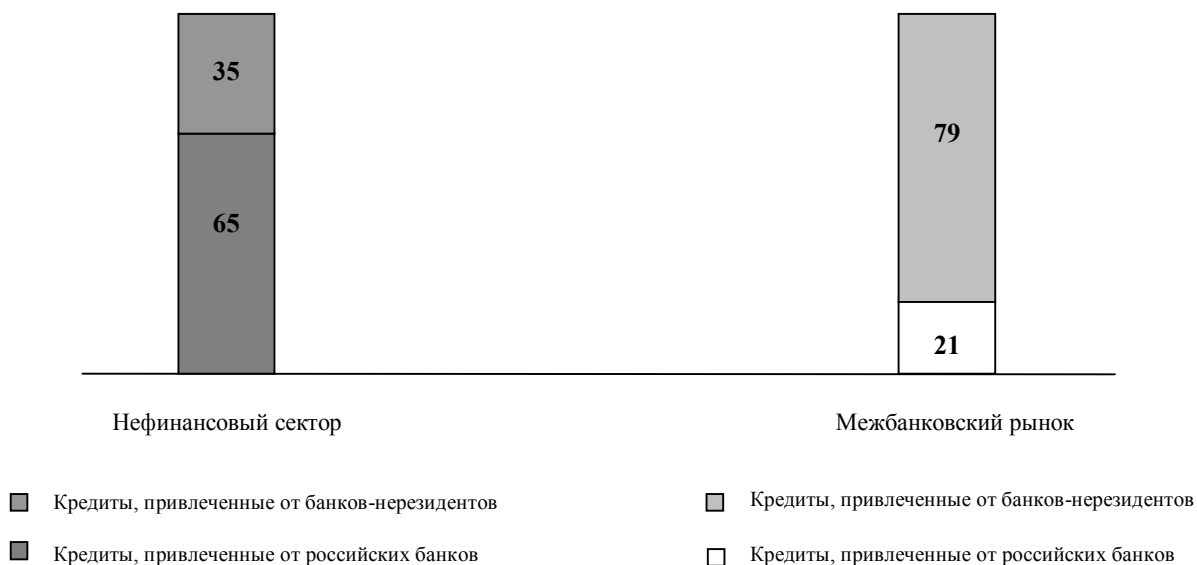 35
79
65
21
Нефинансовый сектор
Межбанковский рынок
Кредиты, привлеченные от банков-нерезидентов
Кредиты, привлеченные от банков-нерезидентов
Кредиты, привлеченные от российских банков
Кредиты, привлеченные от российских банков